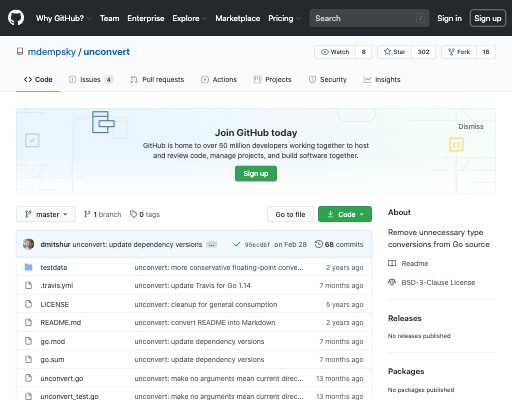 Why GitHub? Team Enterprise Explore Marketplace Pricing Search / Sign in Sign up
mdempsky / unconvert Watch 8 Star 302 Fork 16
Code Issues 4 Pull requests Actions Projects Security Insights
Dismiss
Join GitHub today
GitHub is home to over 50 million developers working together to host
and review code, manage projects, and build software together.
Sign up
master 1 branch 0 tags Go to file Code
dmitshur unconvert: update dependency versions ... 95ecdbf on Feb 28 68 commits
testdata unconvert: more conservative floating-point conve... 2 years ago
.travis.yml unconvert: update Travis for Go 1.14 7 months ago
LICENSE unconvert: cleanup for general consumption 5 years ago
README.md unconvert: convert README into Markdown 2 years ago
go.mod unconvert: update dependency versions 7 months ago
go.sum unconvert: update dependency versions 7 months ago
unconvert.go unconvert: make no arguments mean current direc... 13 months ago
unconvert_test.go unconvert: make no arguments mean current direc... 13 months ago
About
Remove unnecessary type
conversions from Go source
Readme
BSD-3-Clause License
Releases
No releases published
Packages
No packages published